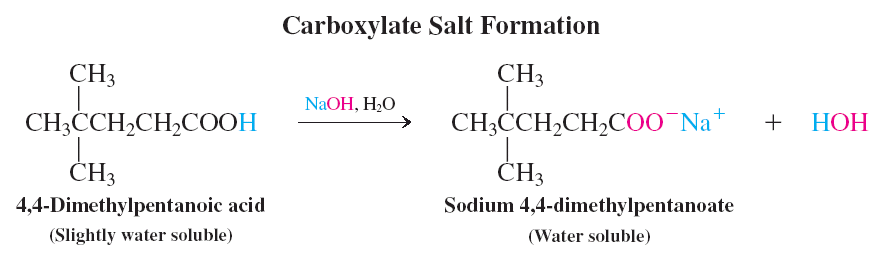 Carboxylate Salt Formation
CH₃ CH₃
NaOH, H₂O
CH₃CCH₂CH₂COOH CH₃CCH₂CH₂COO⁻Na⁺ + HOH
CH₃ CH₃
4,4-Dimethylpentanoic acid Sodium 4,4-dimethylpentanoate
(Slightly water soluble) (Water soluble)